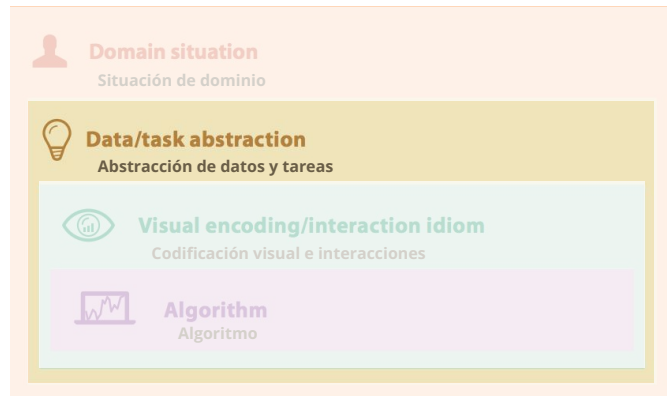 Domain situation
Situación de dominio
Data/task abstraction
Abstracción de datos y tareas
Visual encoding/interaction idiom
Codificación visual e interacciones
Algorithm
Algoritmo